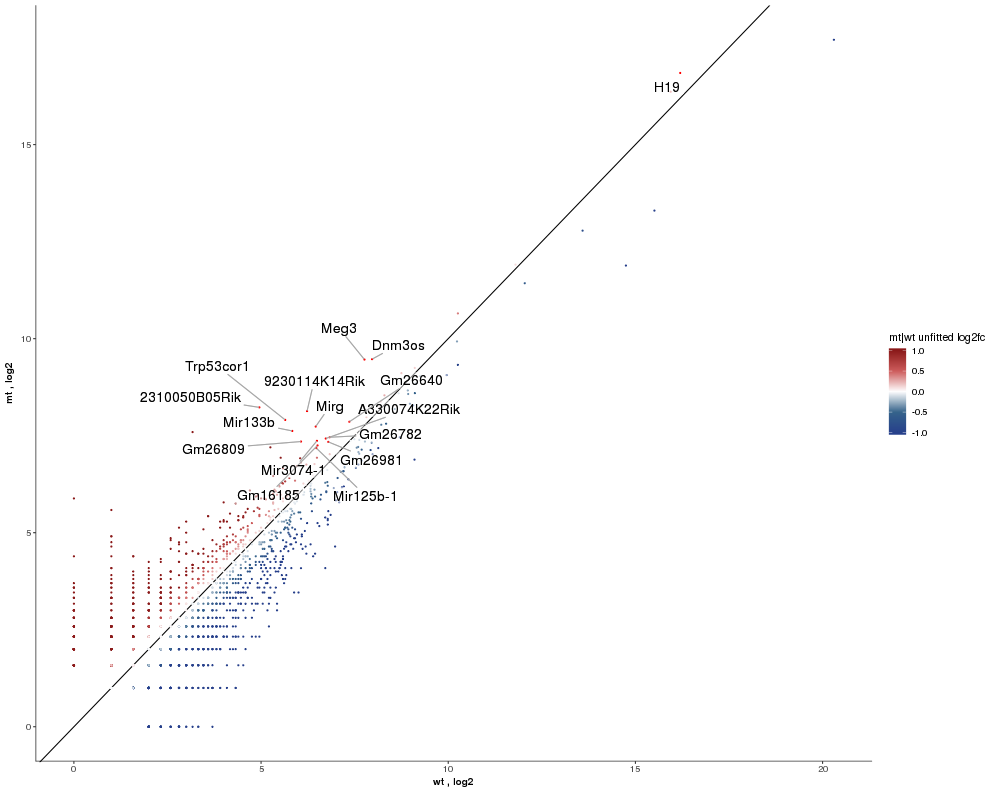 H19
15
Meg3
10
Dnm3os
mt|wt unfitted log2fc
1.0
0.5
0.0
-0.5
-1.0
mt , log2
Trp53cor1
9230114K14Rik
Gm26640
2310050B05Rik
Mirg
A330074K22Rik
Mir133b
Gm26782
Gm26809
Gm26981
Mir3074-1
Gm16185
Mir125b-1
5
0
0
5
10
15
20
wt , log2